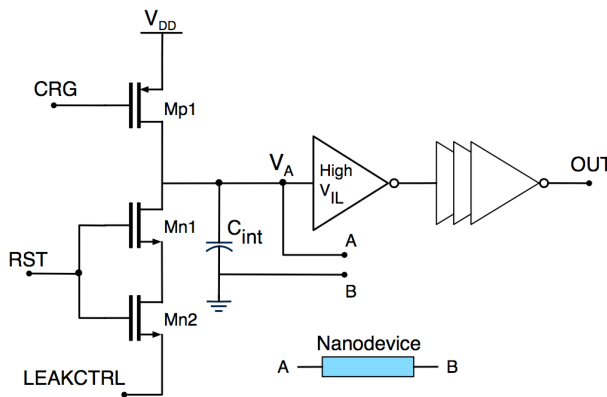 VDD
CRG
Mp1
VA
High
VIL
OUT
Mn1
Cint
A
RST
B
Mn2
Nanodevice
A
B
LEAKCTRL